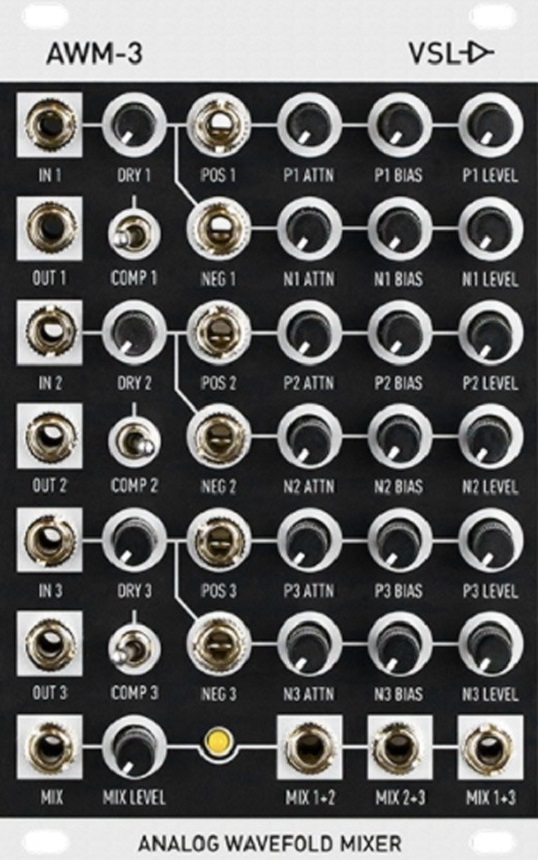 AWM-3 VSL
IN 1 DRY 1 POS 1 P1 ATTN P1 BIAS P1 LEVEL
OUT 1 COMP 1 NEG 1 N1 ATTN N1 BIAS N1 LEVEL
IN 2 DRY 2 POS 2 P2 ATTN P2 BIAS P2 LEVEL
OUT 2 COMP 2 NEG 2 N2 ATTN N2 BIAS N2 LEVEL
IN 3 DRY 3 POS 3 P3 ATTN P3 BIAS P3 LEVEL
OUT 3 COMP 3 NEG 3 N3 ATTN N3 BIAS N3 LEVEL
MIX MIX LEVEL MIX 1+2 MIX 2+3 MIX 1+3
ANALOG WAVEFOLD MIXER